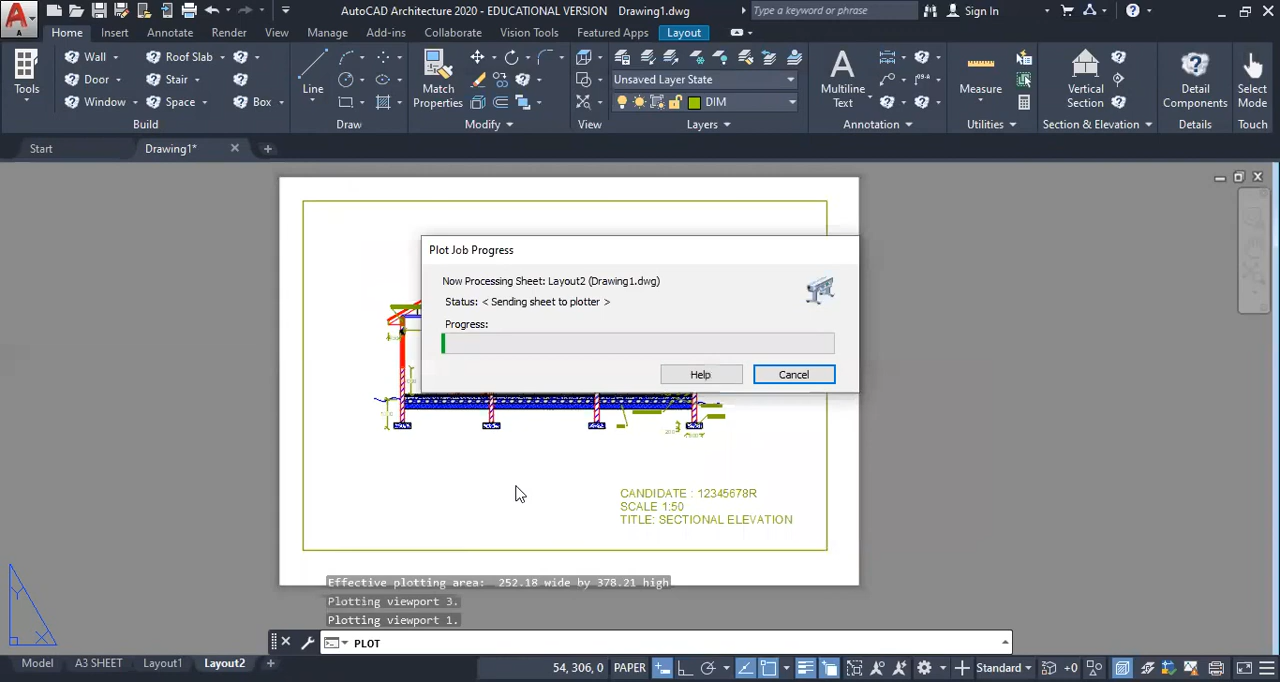 AutoCAD Architecture 2020 - EDUCATIONAL VERSION Drawing1.dwg Type a keyword or phrase Sign In
A
Home Insert Annotate Render View Manage Add-ins Collaborate Vision Tools Featured Apps Layout
Wall Roof Slab
Door Stair
Window Space Box
Tools
Line
Match Properties
Unsaved Layer State
DIM
Multiline Text
Measure
Vertical Section
Detail Components
Select Mode
Build Draw Modify View Layers Annotation Utilities Section & Elevation Details Touch
Start Drawing1*
Plot Job Progress
Now Processing Sheet: Layout2 (Drawing1.dwg)
Status: < Sending sheet to plotter >
Progress:
Help Cancel
CANDIDATE : 12345678R
SCALE 1:50
TITLE: SECTIONAL ELEVATION
Effective plotting area: 252.18 wide by 378.21 high
Plotting viewport 3.
Plotting viewport 1.
Y
X
PLOT
Model A3 SHEET Layout1 Layout2 54, 306, 0 PAPER Standard +0